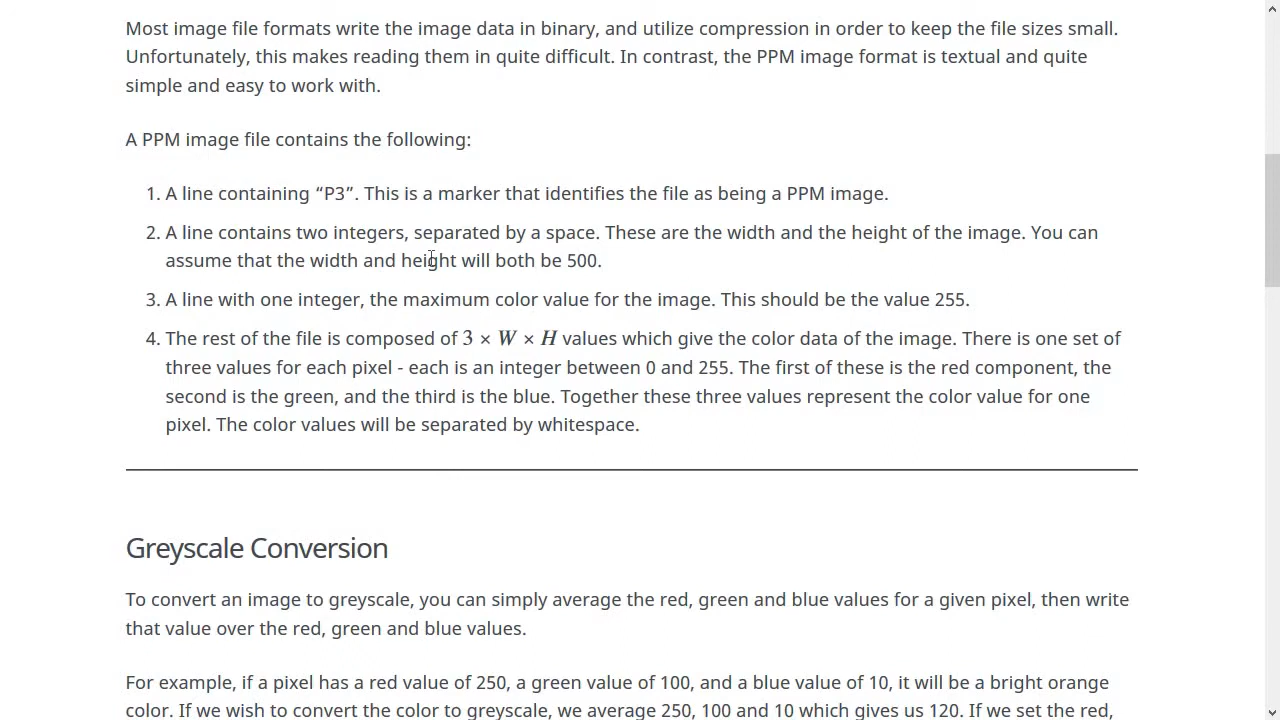 Most image file formats write the image data in binary, and utilize compression in order to keep the file sizes small.
Unfortunately, this makes reading them in quite difficult. In contrast, the PPM image format is textual and quite
simple and easy to work with.
A PPM image file contains the following:
1. A line containing “P3”. This is a marker that identifies the file as being a PPM image.
2. A line contains two integers, separated by a space. These are the width and the height of the image. You can
assume that the width and height will both be 500.
3. A line with one integer, the maximum color value for the image. This should be the value 255.
4. The rest of the file is composed of 3 × W × H values which give the color data of the image. There is one set of
three values for each pixel - each is an integer between 0 and 255. The first of these is the red component, the
second is the green, and the third is the blue. Together these three values represent the color value for one
pixel. The color values will be separated by whitespace.
Greyscale Conversion
To convert an image to greyscale, you can simply average the red, green and blue values for a given pixel, then write
that value over the red, green and blue values.
For example, if a pixel has a red value of 250, a green value of 100, and a blue value of 10, it will be a bright orange
color. If we wish to convert the color to greyscale, we average 250, 100 and 10 which gives us 120. If we set the red,